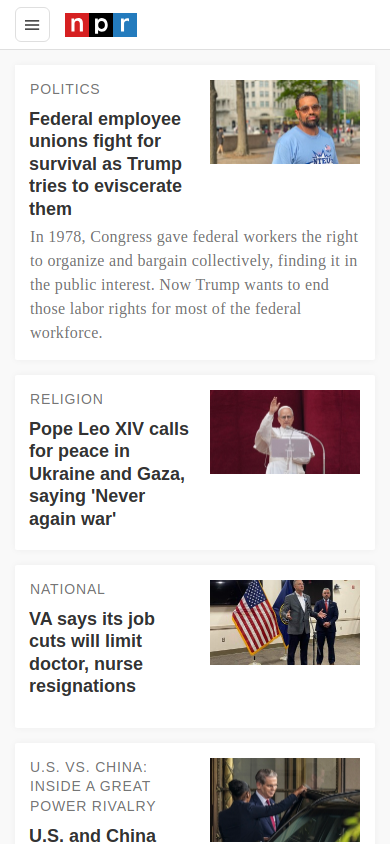 npr
POLITICS
Federal employee
unions fight for
survival as Trump
tries to eviscerate
them
In 1978, Congress gave federal workers the right
to organize and bargain collectively, finding it in
the public interest. Now Trump wants to end
those labor rights for most of the federal
workforce.
RELIGION
Pope Leo XIV calls
for peace in
Ukraine and Gaza,
saying 'Never
again war'
NATIONAL
VA says its job
cuts will limit
doctor, nurse
resignations
U.S. VS. CHINA:
INSIDE A GREAT
POWER RIVALRY
U.S. and China